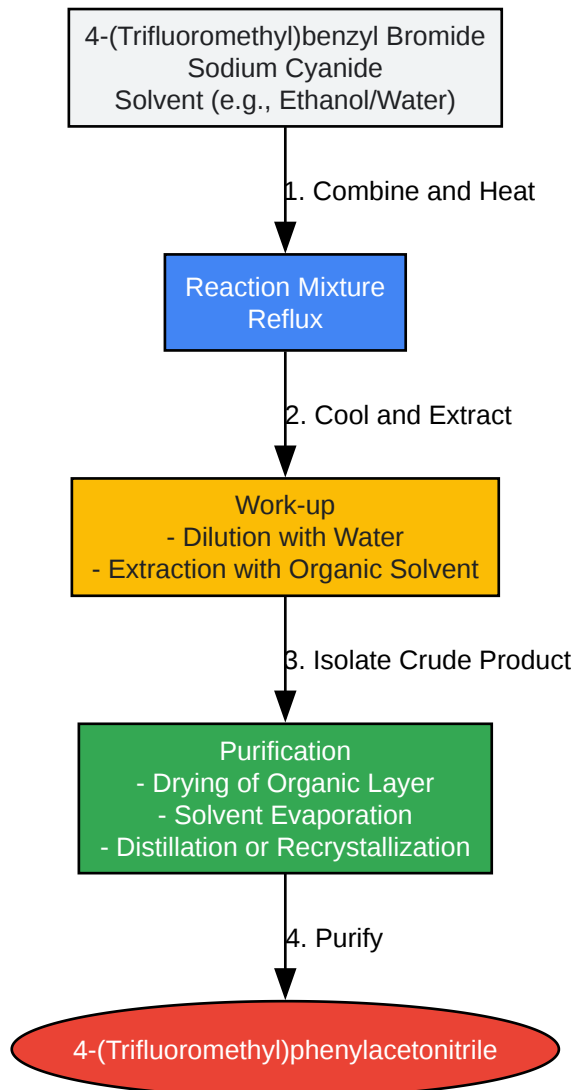 4-(Trifluoromethyl)benzyl Bromide
Sodium Cyanide
Solvent (e.g., Ethanol/Water)
1. Combine and Heat
Reaction Mixture
Reflux
2. Cool and Extract
Work-up
- Dilution with Water
- Extraction with Organic Solvent
3. Isolate Crude Product
Purification
- Drying of Organic Layer
- Solvent Evaporation
- Distillation or Recrystallization
4. Purify
4-(Trifluoromethyl)phenylacetonitrile